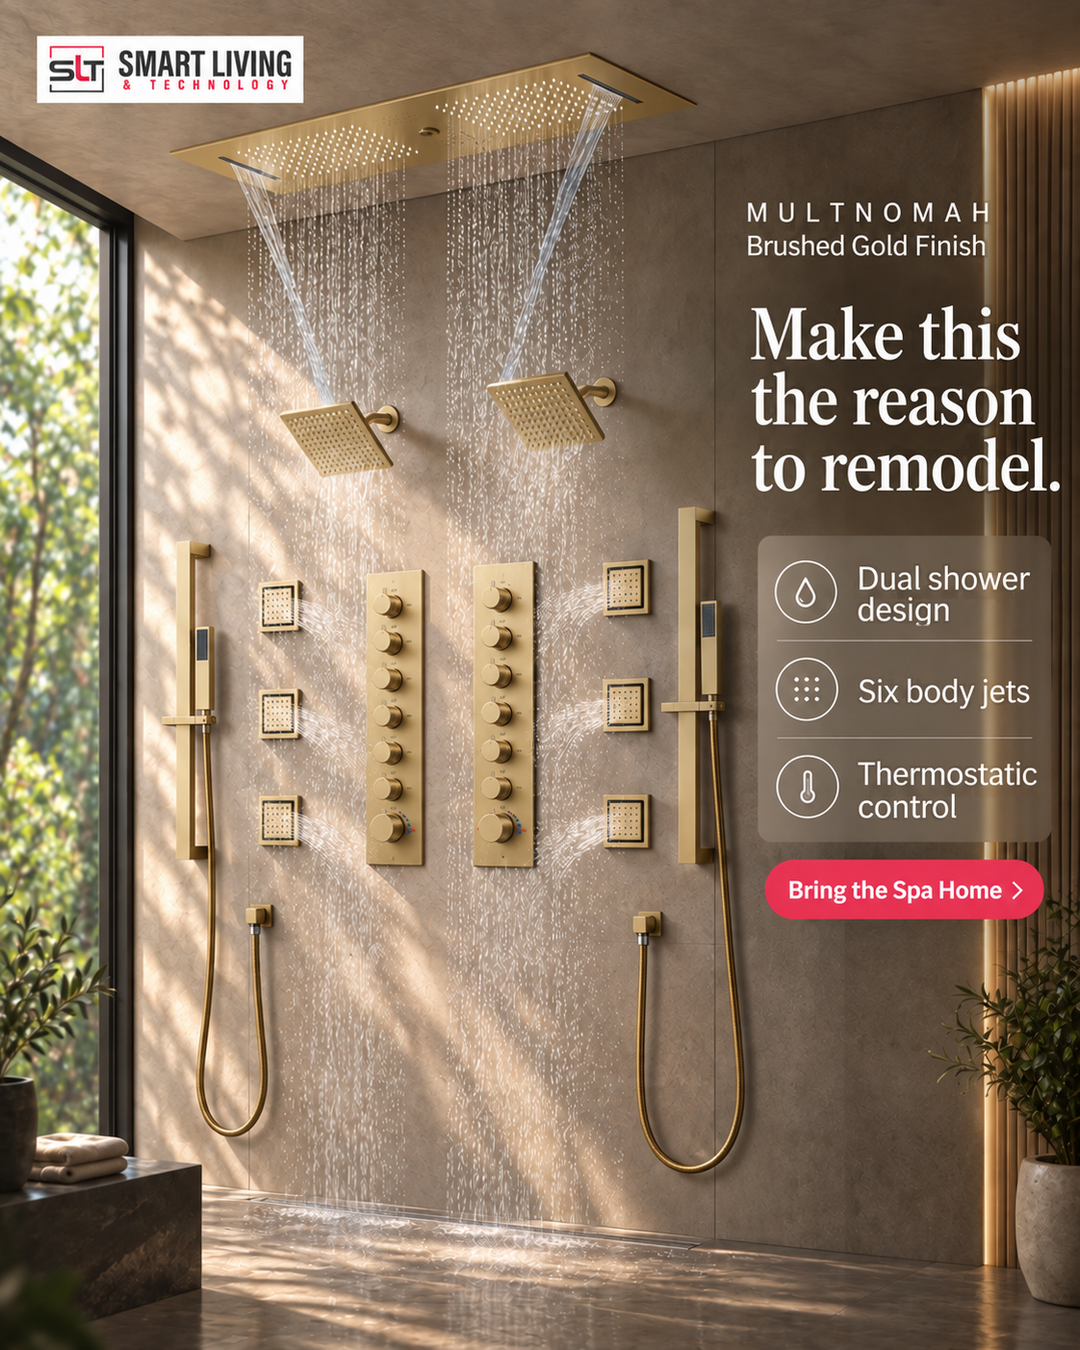 SLT SMART LIVING
& TECHNOLOGY
MULTNOMAH
Brushed Gold Finish
Make this
the reason
to remodel.
Dual shower
design
Six body jets
Thermostatic
control
Bring the Spa Home >